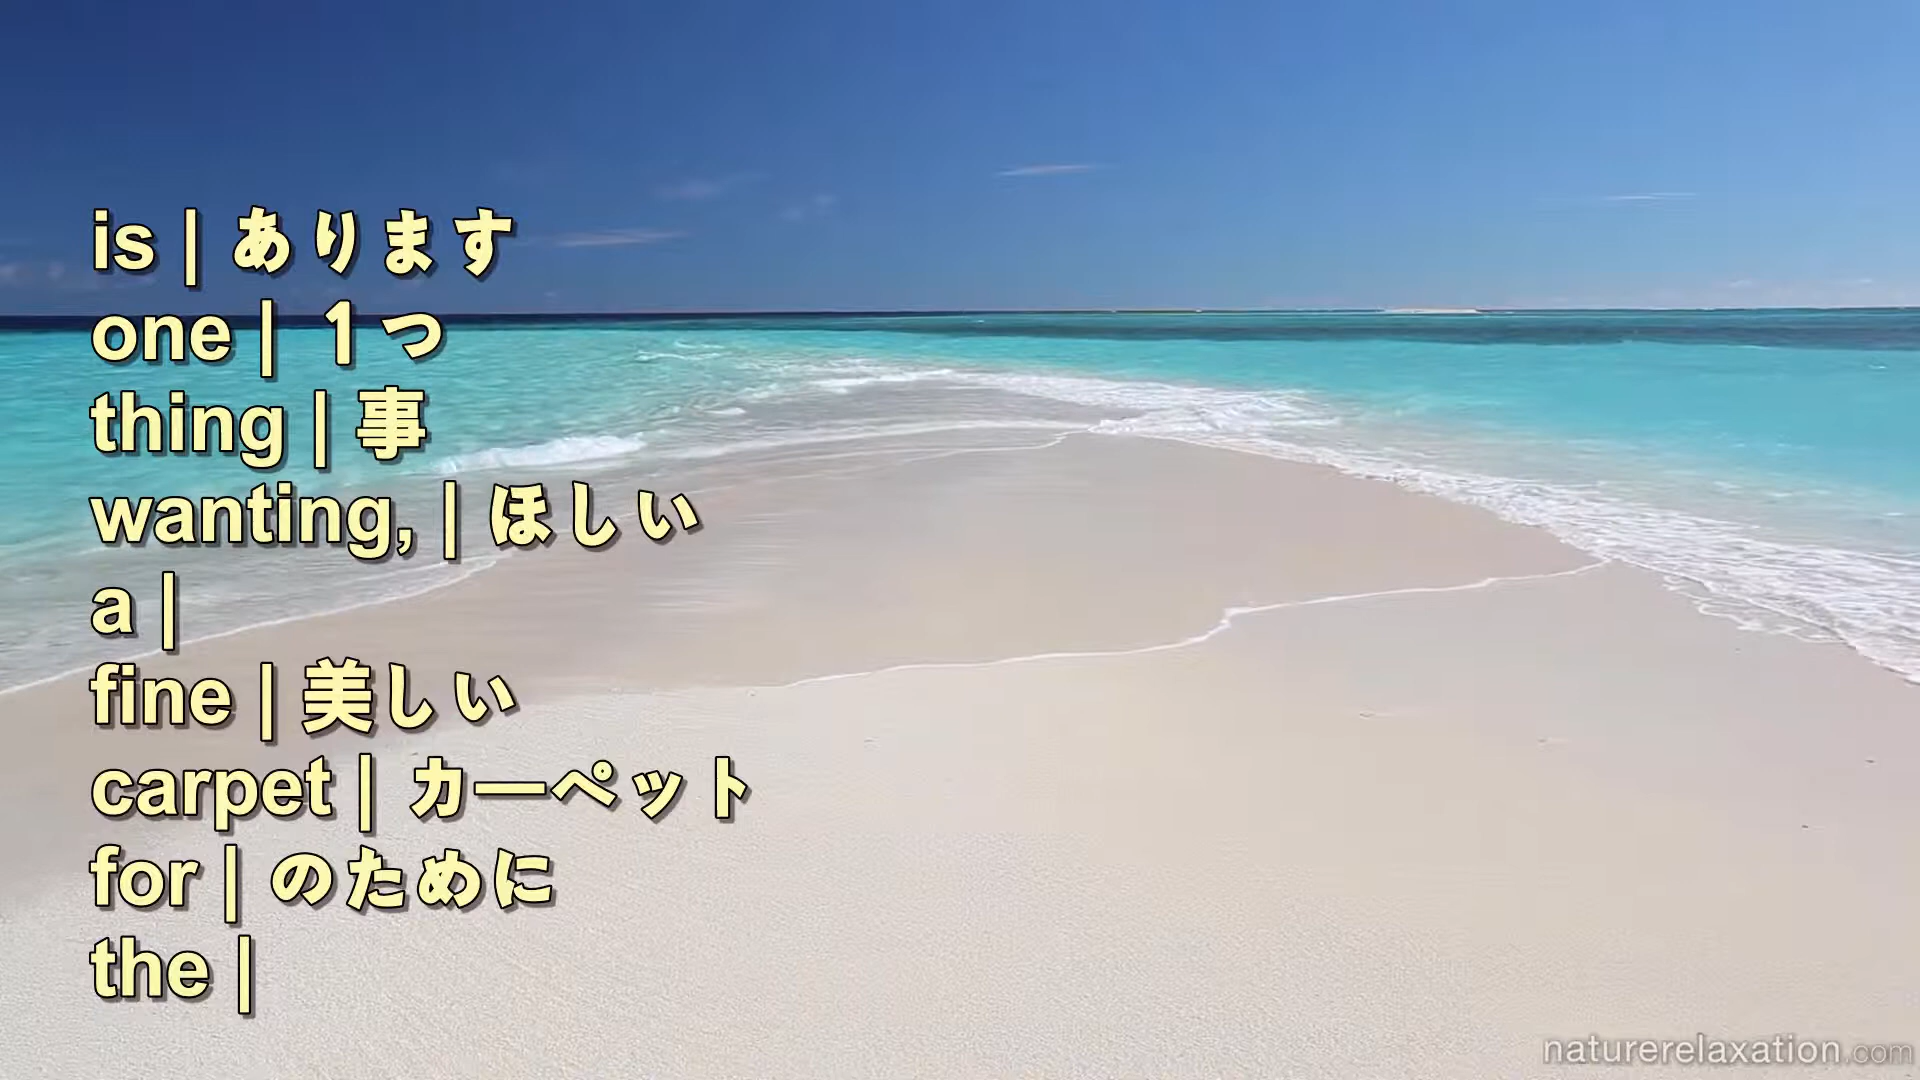 is | あります
one | １つ
thing | 事
wanting, | ほしい
a |
fine | 美しい
carpet | カーペット
for | のために
the |
naturerelaxation.com